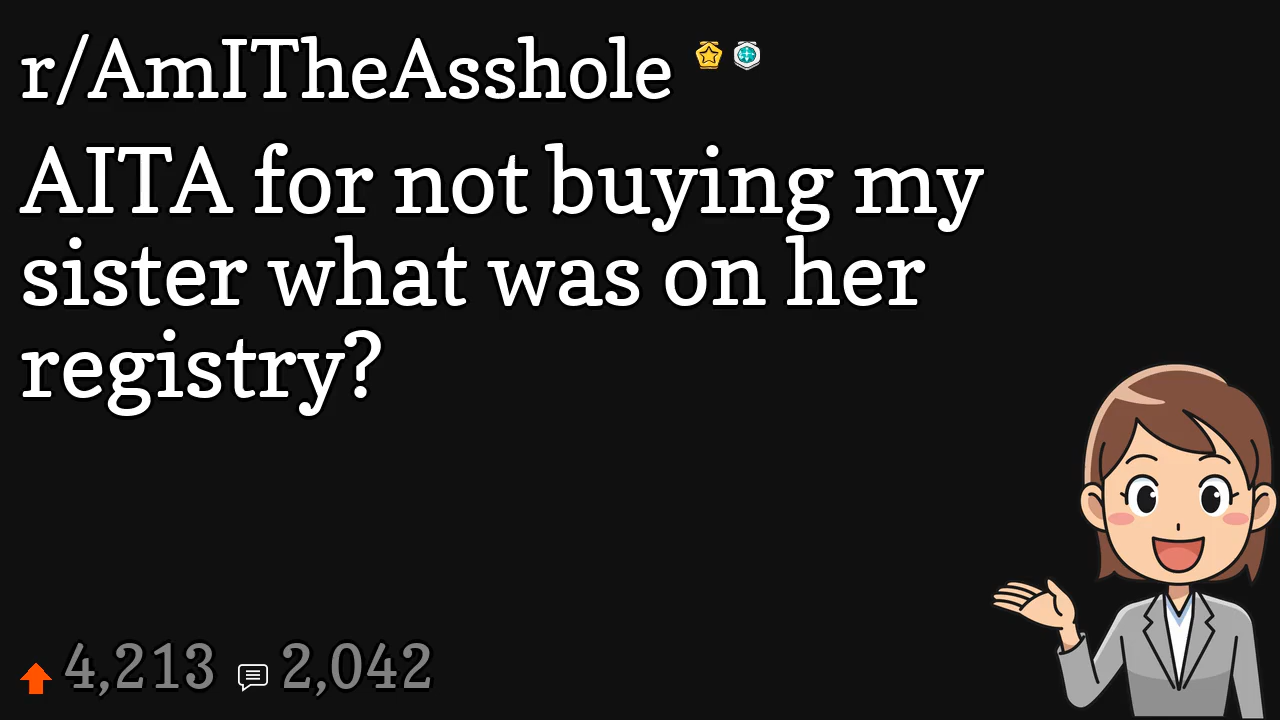 r/AmITheAsshole
AITA for not buying my
sister what was on her
registry?
4,213 2,042